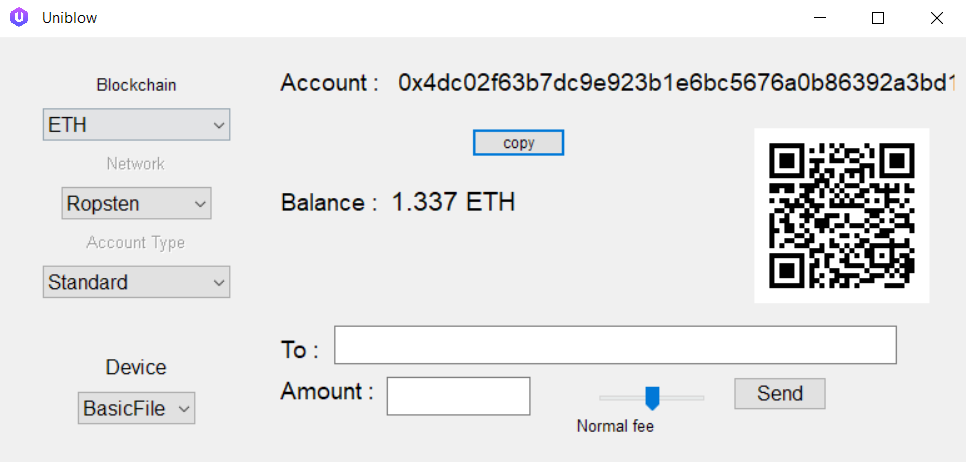 Uniblow
Blockchain
ETH
Network
Ropsten
Account Type
Standard
Device
BasicFile
Account : 0x4dc02f63b7dc9e923b1e6bc5676a0b86392a3bd1
copy
Balance : 1.337 ETH
To :
Amount :
Normal fee
Send